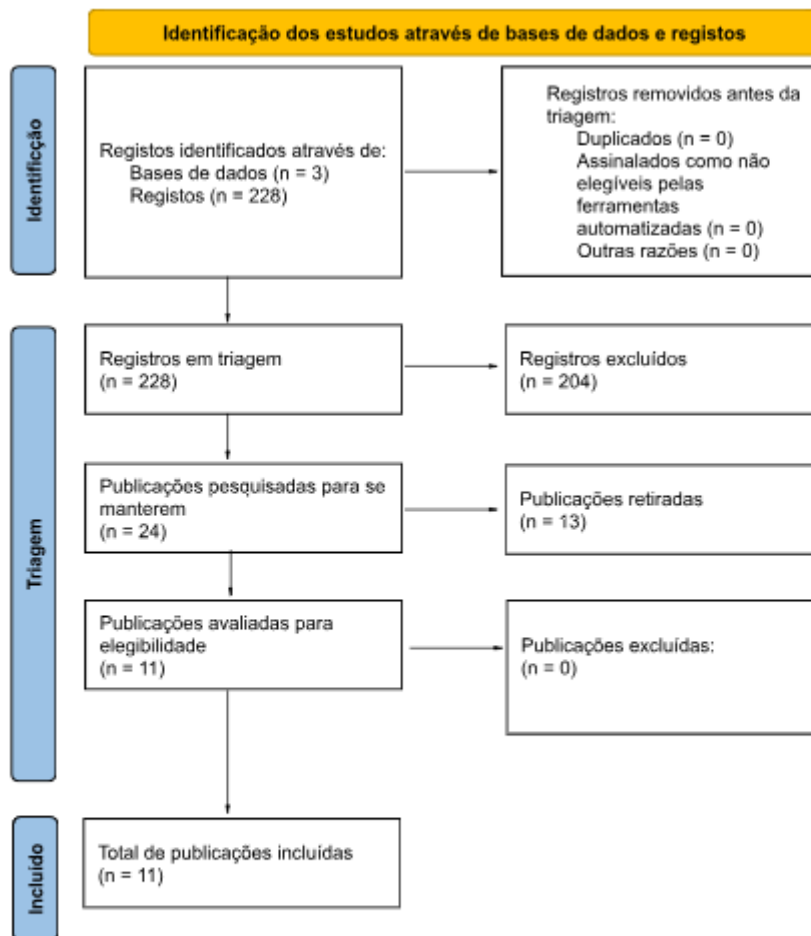 Identificação dos estudos através de bases de dados e registos
Identificção
Registos identificados através de:
Bases de dados (n = 3)
Registos (n = 228)
Registros removidos antes da
triagem:
Duplicados (n = 0)
Assinalados como não
elegíveis pelas
ferramentas
automatizadas (n = 0)
Outras razões (n = 0)
Triagem
Registros em triagem
(n = 228)
Registros excluídos
(n = 204)
Publicações pesquisadas para se
manterem
(n = 24)
Publicações retiradas
(n = 13)
Publicações avaliadas para
elegibilidade
(n = 11)
Publicações excluídas:
(n = 0)
Incluído
Total de publicações incluídas
(n = 11)